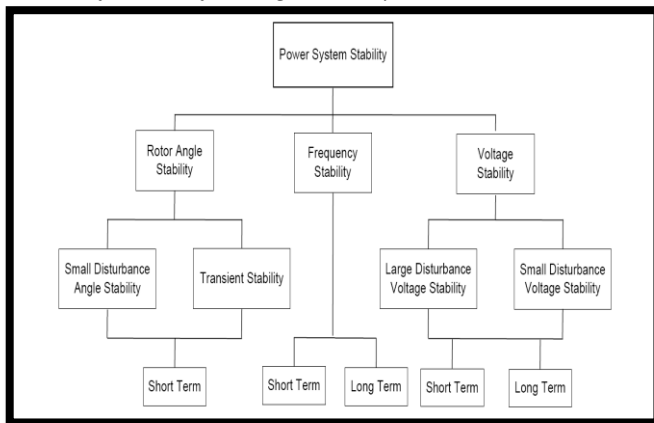 Power System Stability
Rotor Angle
Stability
Frequency
Stability
Voltage
Stability
Small Disturbance
Angle Stability
Transient Stability
Large Disturbance
Voltage Stability
Small Disturbance
Voltage Stability
Short Term
Short Term
Long Term
Short Term
Long Term